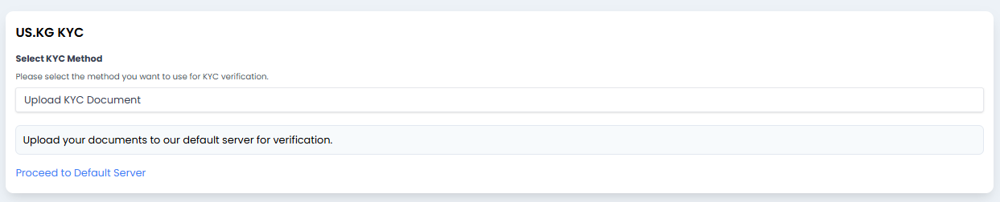 US.KG KYC
Select KYC Method
Please select the method you want to use for KYC verification.
Upload KYC Document
Upload your documents to our default server for verification.
Proceed to Default Server